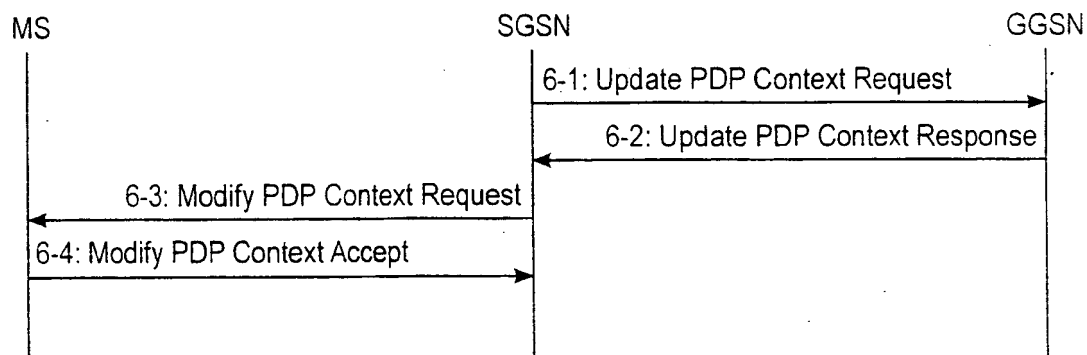 MS SGSN GGSN
6-1: Update PDP Context Request
6-2: Update PDP Context Response
6-3: Modify PDP Context Request
6-4: Modify PDP Context Accept